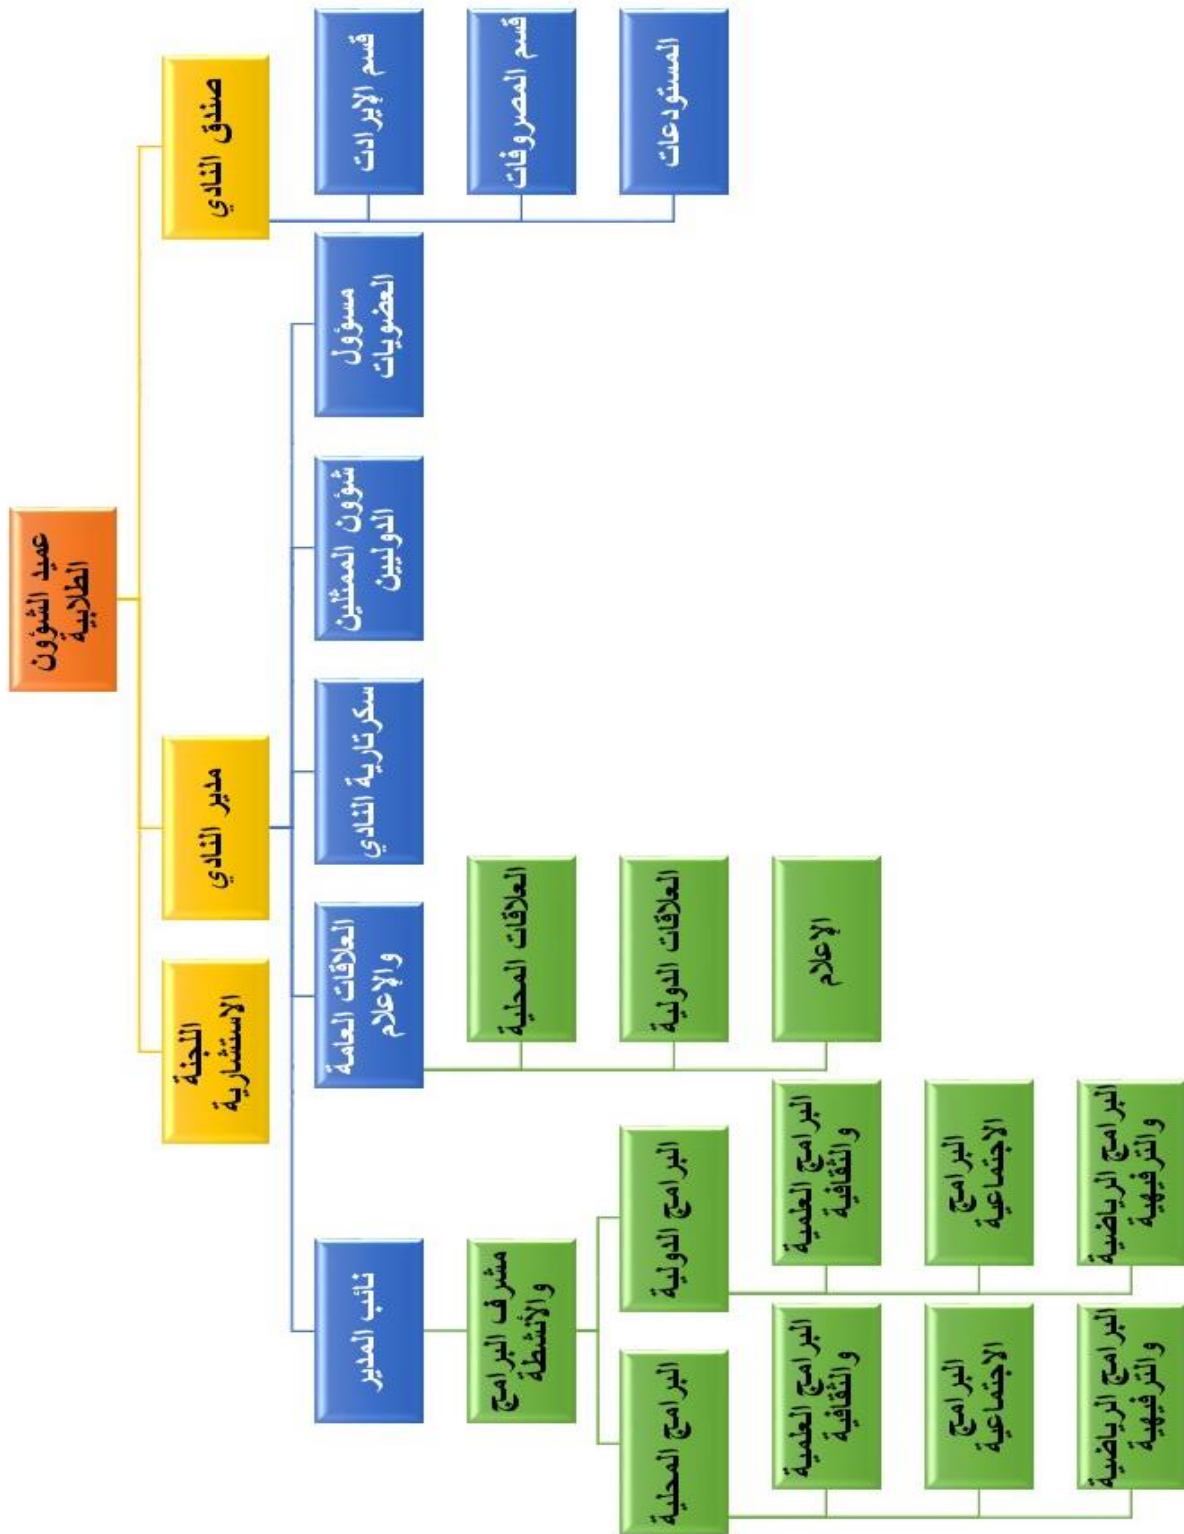 عميد الشؤون
الطلابية
صندق النادي
مدير النادي
اللجنة
الاستشارية
قسم الإيرادت
قسم المصروفات
المستودعات
مسؤول
العضويات
شؤون الممثلين
الدوليين
سكرتارية النادي
العلاقات العامة
والإعلام
نائب المدير
العلاقات المحلية
العلاقات الدولية
الإعلام
مشرف البرامج
والأنشطة
البرامج الدولية
البرامج المحلية
البرامج العلمية
والثقافية
البرامج
الاجتماعية
البرامج الرياضية
والترفيهية
البرامج العلمية
والثقافية
البرامج
الاجتماعية
البرامج الرياضية
والترفيهية